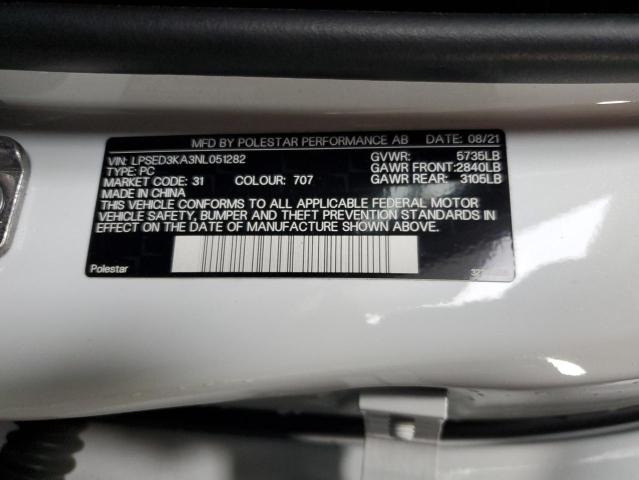 MFD BY POLESTAR PERFORMANCE AB DATE: 08/21
VIN: LPSED3KA3NL051282 GVWR: 5735LB
TYPE: PC GAWR FRONT: 2840LB
MARKET CODE: 31 COLOUR: 707 GAWR REAR: 3105LB
MADE IN CHINA
THIS VEHICLE CONFORMS TO ALL APPLICABLE FEDERAL MOTOR
VEHICLE SAFETY, BUMPER AND THEFT PREVENTION STANDARDS IN
EFFECT ON THE DATE OF MANUFACTURE SHOWN ABOVE.
Polestar